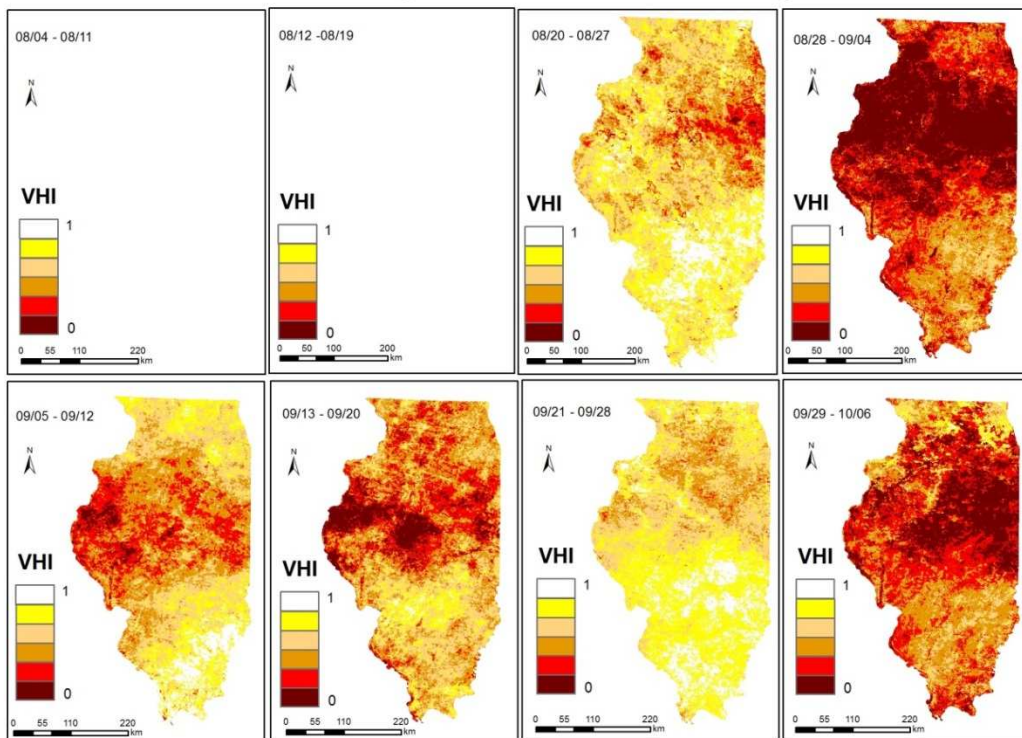 08/04 - 08/11
N
VHI
1
0
0 55 110 220
km
08/12 -08/19
N
VHI
1
0
0 50 100 200
km
08/20 - 08/27
N
VHI
1
0
0 50 100 200
km
08/28 - 09/04
N
VHI
1
0
0 50 100 200
km
09/05 - 09/12
N
VHI
1
0
0 55 110 220
km
09/13 - 09/20
N
VHI
1
0
0 55 110 220
km
09/21 - 09/28
N
VHI
1
0
0 55 110 220
km
09/29 - 10/06
N
VHI
1
0
0 55 110 220
km